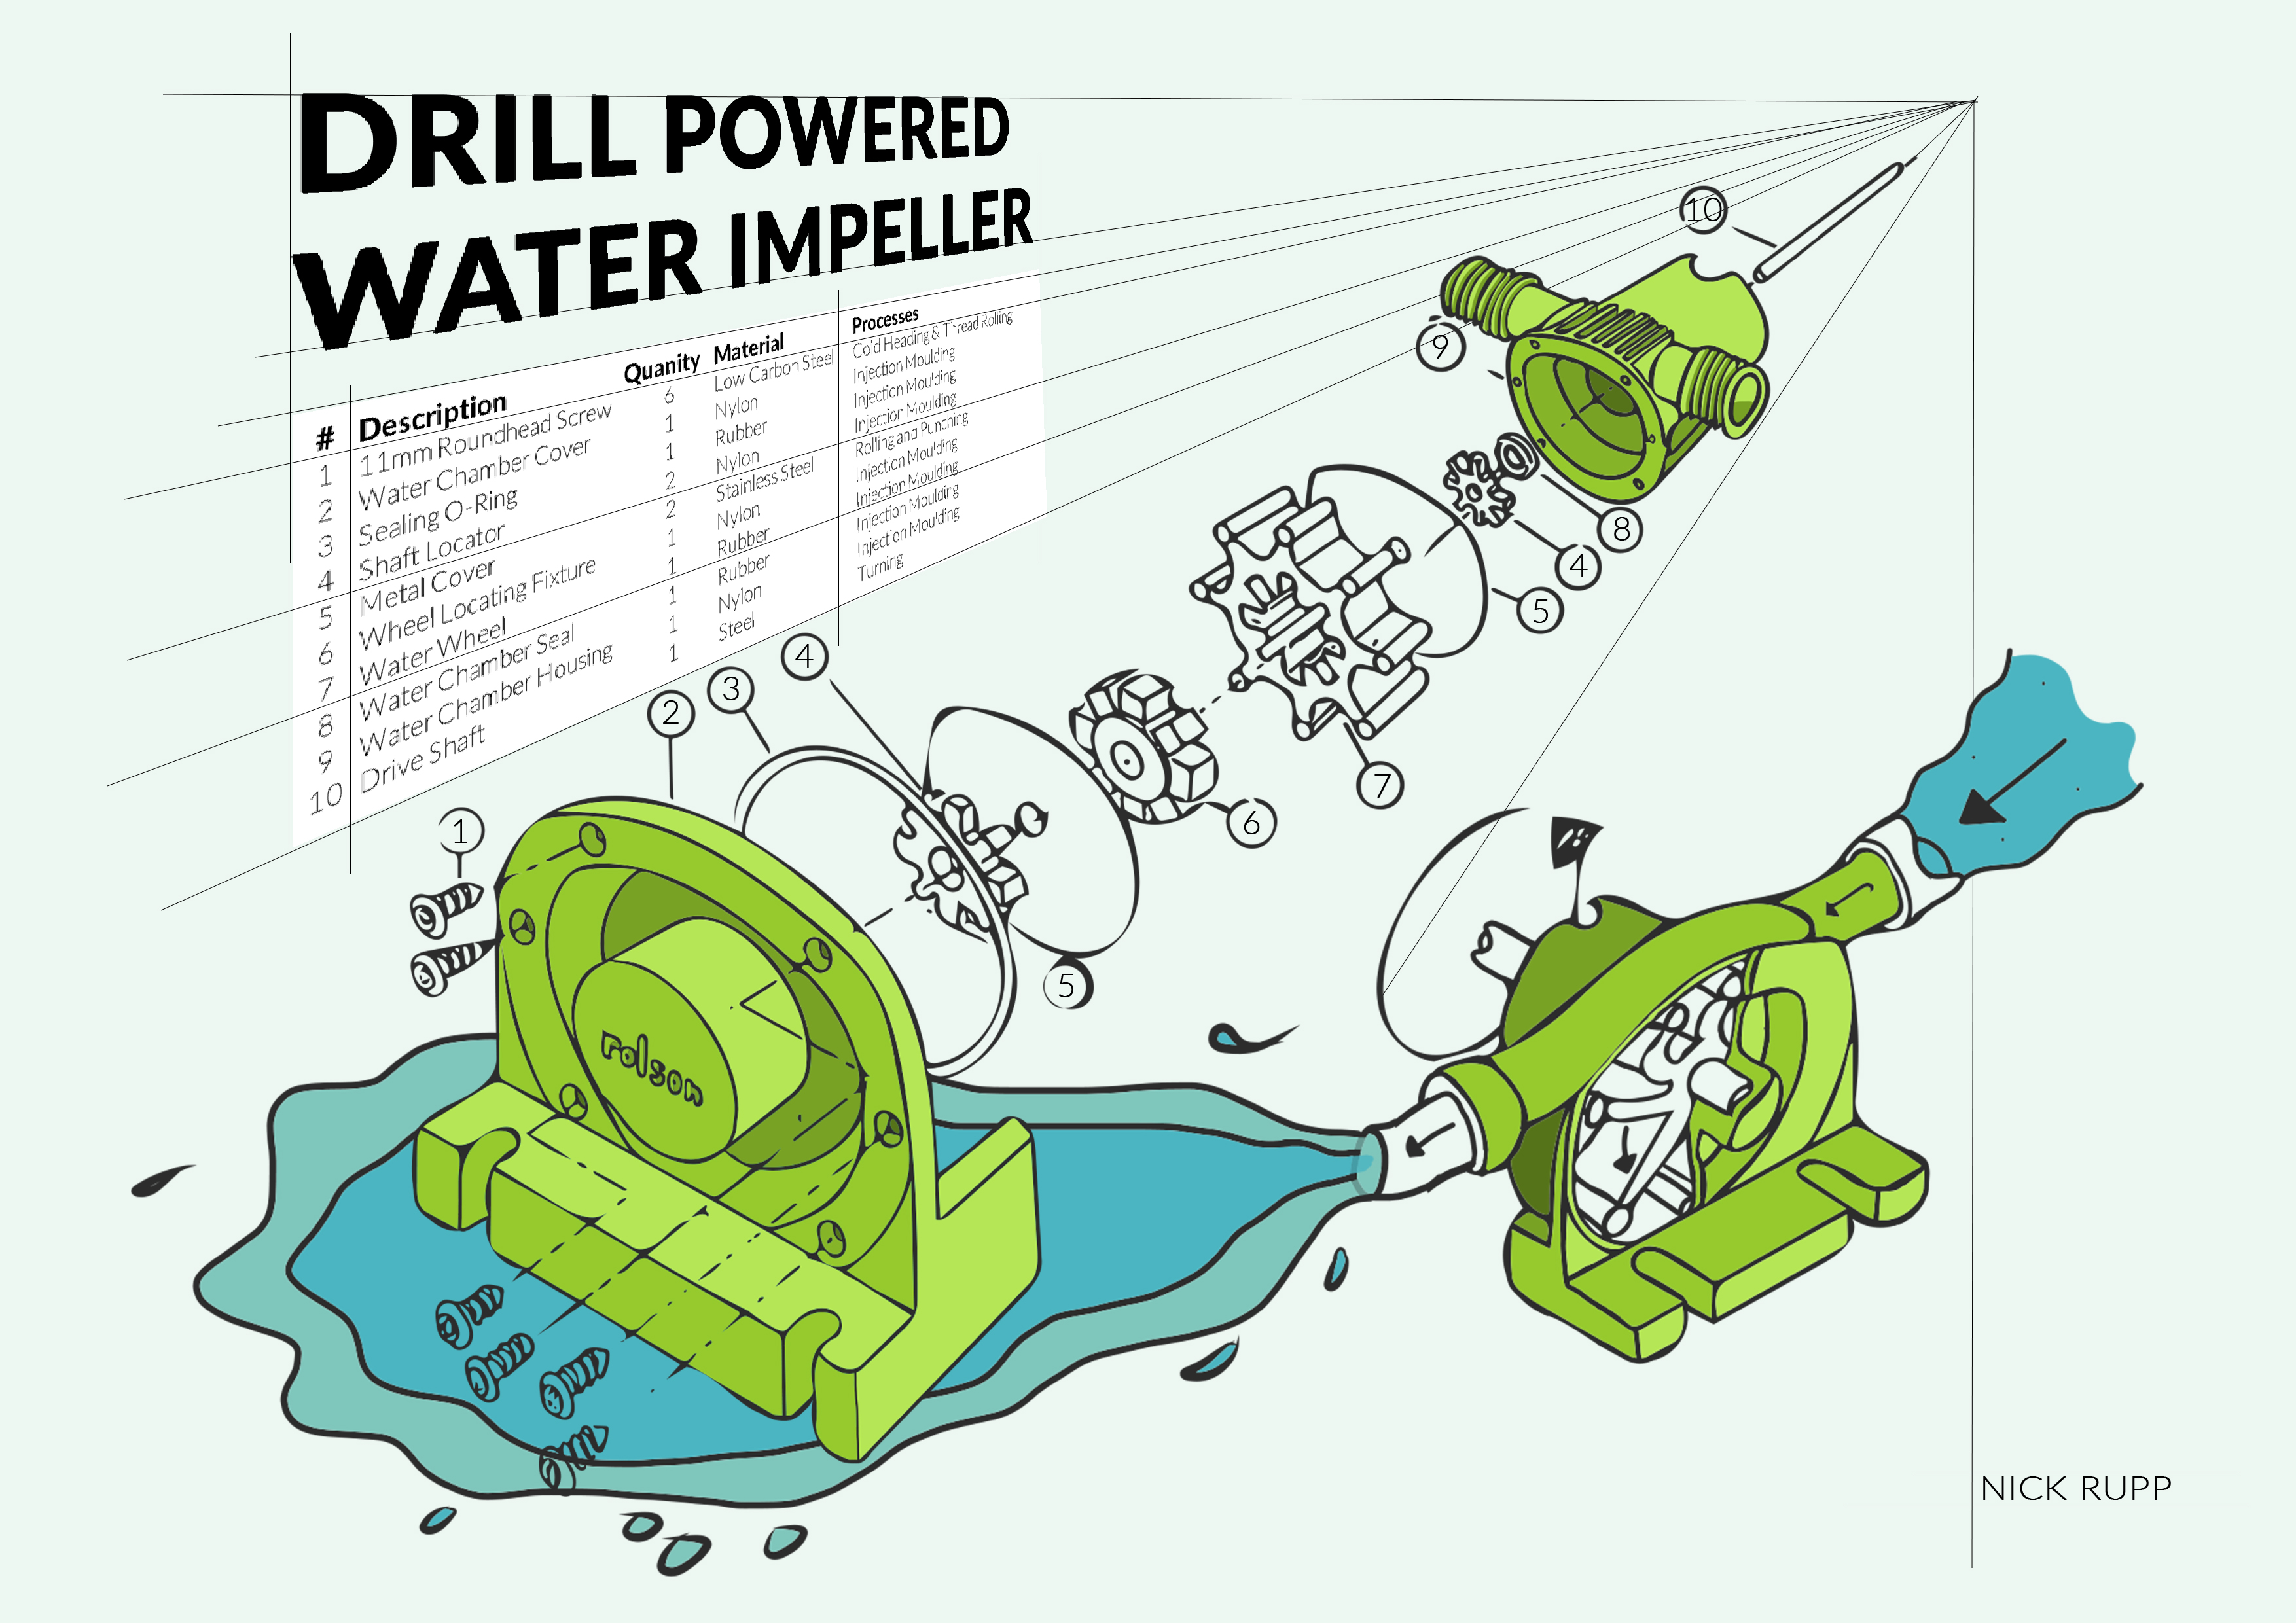 DRILL POWERED
WATER IMPELLER
# Description Quanity Material Processes
1 11mm Roundhead Screw 6 Low Carbon Steel Cold Heading & Thread Rolling
2 Water Chamber Cover 1 Nylon Injection Moulding
3 Sealing O-Ring 1 Rubber Injection Moulding
4 Shaft Locator 2 Nylon Injection Moulding
5 Metal Cover 2 Stainless Steel Rolling and Punching
6 Wheel Locating Fixture 1 Nylon Injection Moulding
7 Water Wheel 1 Rubber Injection Moulding
8 Water Chamber Seal 1 Rubber Injection Moulding
9 Water Chamber Housing 1 Nylon Injection Moulding
10 Drive Shaft 1 Steel Turning
10
9
8
4
5
7
6
4
3
2
1
5
rolson
NICK RUPP